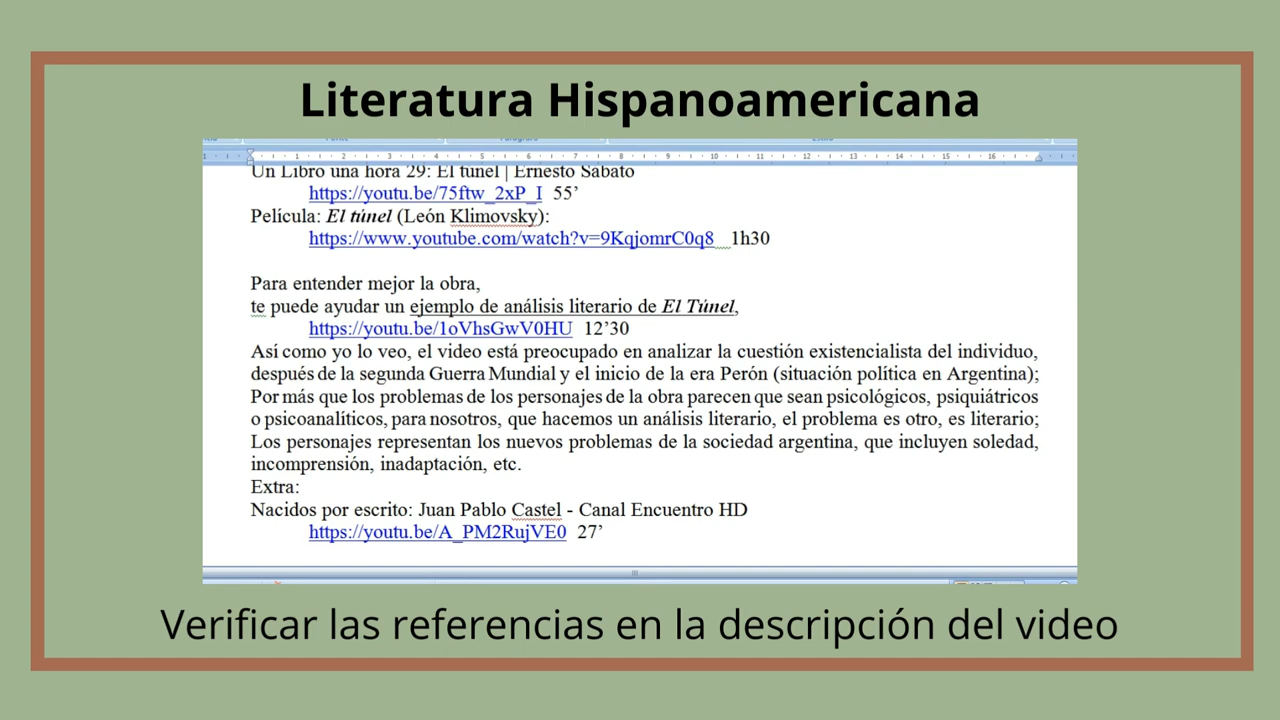 Literatura Hispanoamericana
Un Libro una hora 29: El túnel | Ernesto Sabato
https://youtu.be/75ftw_2xP_I 55’
Película: El túnel (León Klimovsky):
https://www.youtube.com/watch?v=9KqjomrC0q8 1h30
Para entender mejor la obra,
te puede ayudar un ejemplo de análisis literario de El Túnel,
https://youtu.be/1oVhsGwV0HU 12’30
Así como yo lo veo, el video está preocupado en analizar la cuestión existencialista del individuo,
después de la segunda Guerra Mundial y el inicio de la era Perón (situación política en Argentina);
Por más que los problemas de los personajes de la obra parecen que sean psicológicos, psiquiátricos
o psicoanalíticos, para nosotros, que hacemos un análisis literario, el problema es otro, es literario;
Los personajes representan los nuevos problemas de la sociedad argentina, que incluyen soledad,
incomprensión, inadaptación, etc.
Extra:
Nacidos por escrito: Juan Pablo Castel - Canal Encuentro HD
https://youtu.be/A_PM2RujVE0 27’
Verificar las referencias en la descripción del video